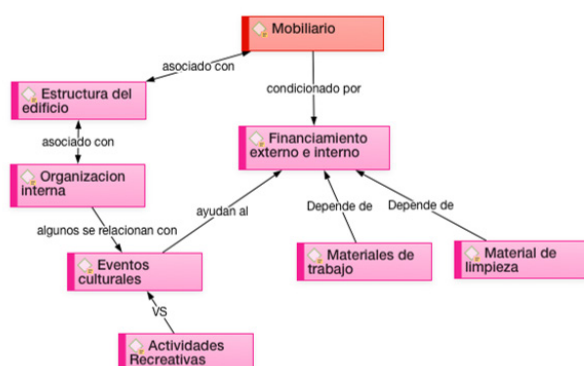 Mobiliario
asociado con
Estructura del
edificio
condicionado por
asociado con
Financiamiento
externo e interno
Organizacion
interna
ayudan al
Depende de
Depende de
algunos se relacionan con
Eventos
culturales
Materiales de
trabajo
Material de
limpieza
VS
Actividades
Recreativas